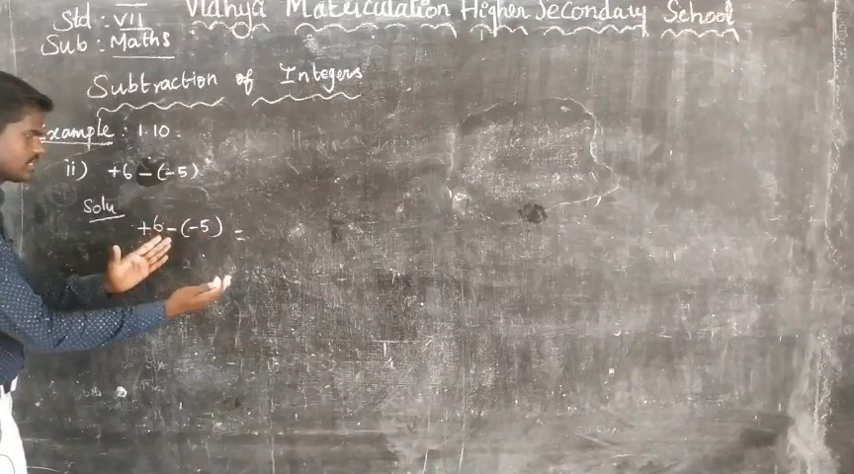 Std : VII Vidhya Matriculation Higher Secondary School
Sub : Maths
Subtraction of Integers
Example : 1.10
ii) +6 - (-5)
Solu
+6 - (-5) =